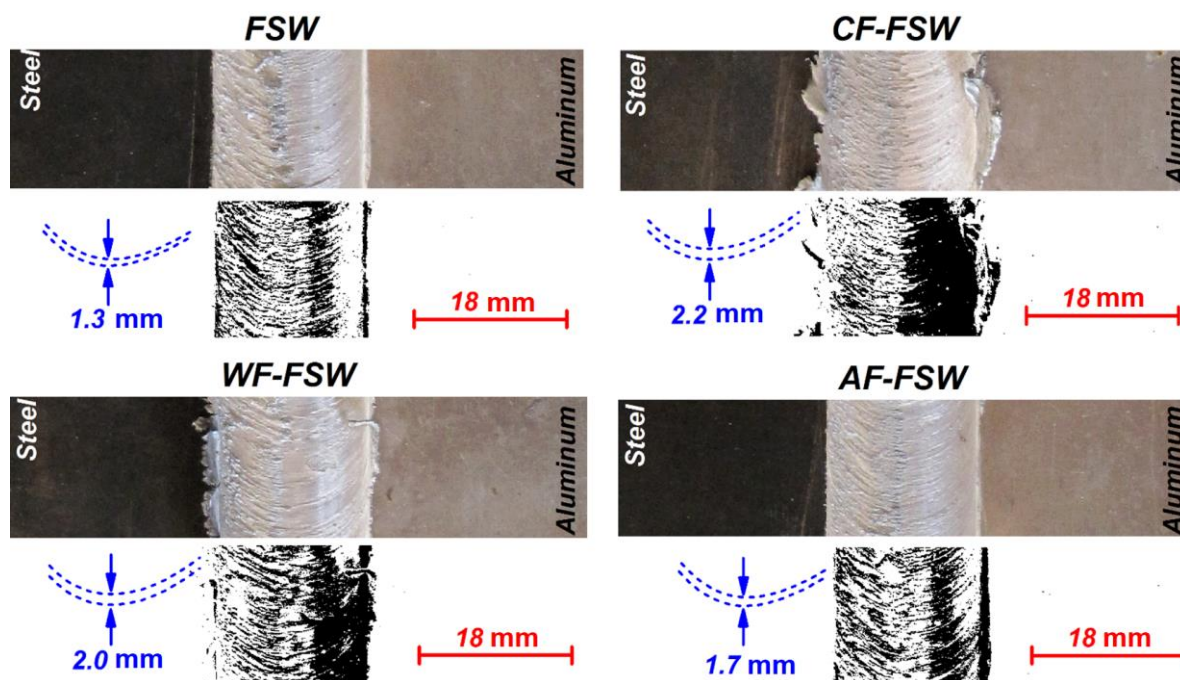 FSW
CF-FSW
Steel
Aluminum
Steel
Aluminum
1.3 mm
18 mm
2.2 mm
18 mm
WF-FSW
AF-FSW
Steel
Aluminum
Steel
Aluminum
2.0 mm
18 mm
1.7 mm
18 mm